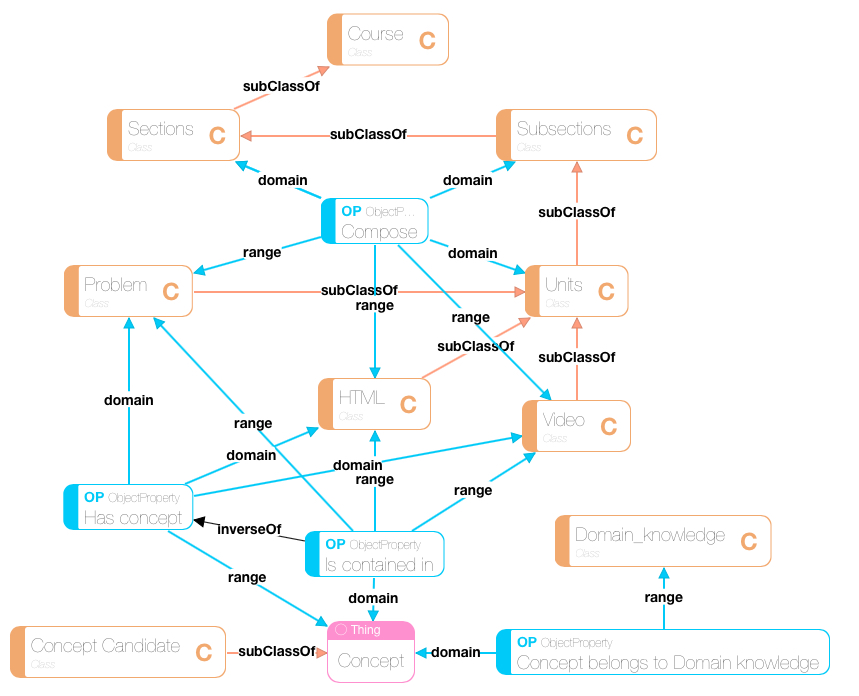 Course
Class
C
subClassOf
Sections
Class
C
subClassOf
Subsections
Class
C
domain
domain
OP ObjectP...
Compose
subClassOf
range
domain
Problem
Class
C
subClassOf
range
Units
Class
C
range
subClassOf
subClassOf
HTML
Class
C
domain
range
Video
Class
C
domain
domain
range
range
OP ObjectProperty
Has concept
inverseOf
OP ObjectProperty
Is contained in
Domain_knowledge
Class
C
range
domain
range
Concept Candidate
Class
C
subClassOf
Thing
Concept
domain
OP ObjectProperty
Concept belongs to Domain knowledge